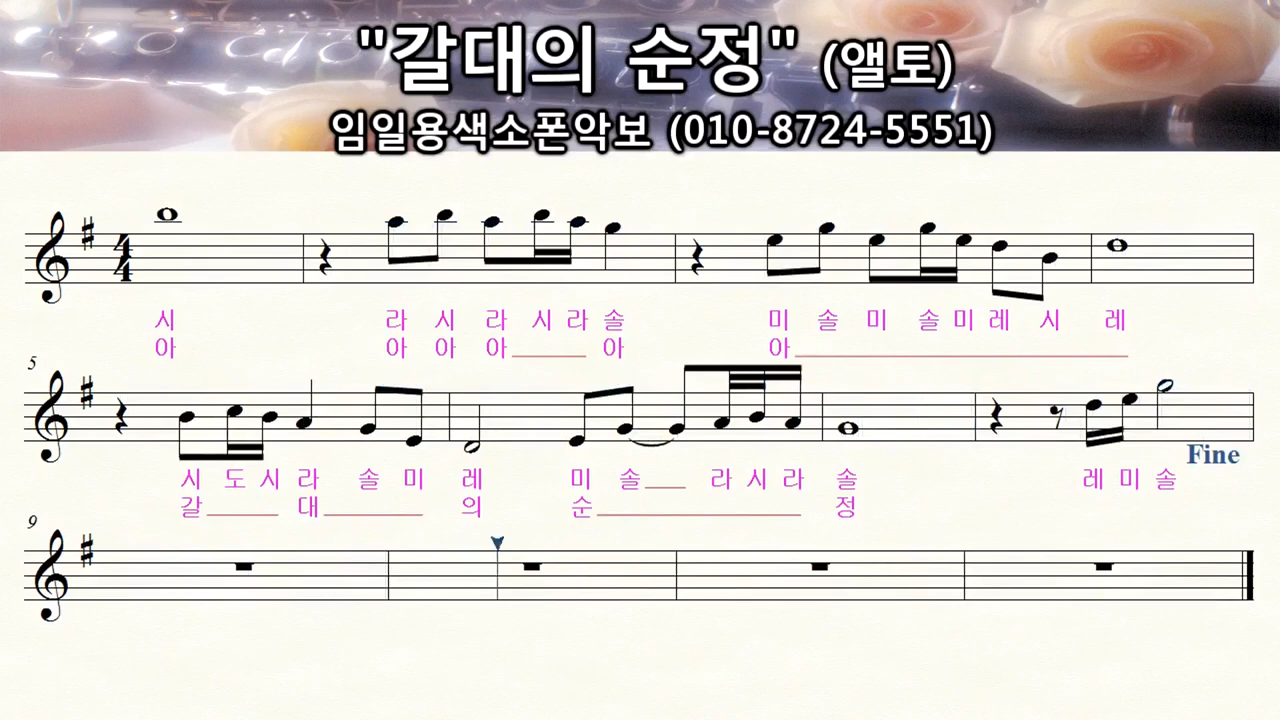 "갈대의 순정" (앨토)
임일용색소폰악보 (010-8724-5551)
4
4
시 라 시 라 시 라 솔 미 솔 미 솔 미 레 시 레
아 아 아 아 아 아
5
Fine
시 도 시 라 솔 미 레 미 솔 라 시 라 솔 레 미 솔
갈 대 의 순 정
9